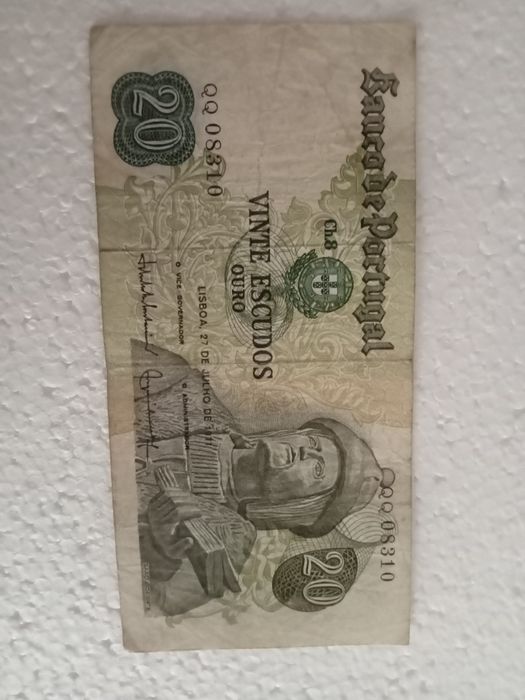 Banco de Portugal
QQ 08310
Ch.8
20
VINTE ESCUDOS
OURO
QQ 08310
LISBOA, 27 DE JULHO DE 1971
O VICE GOVERNADOR
O ADMINISTRADOR
20